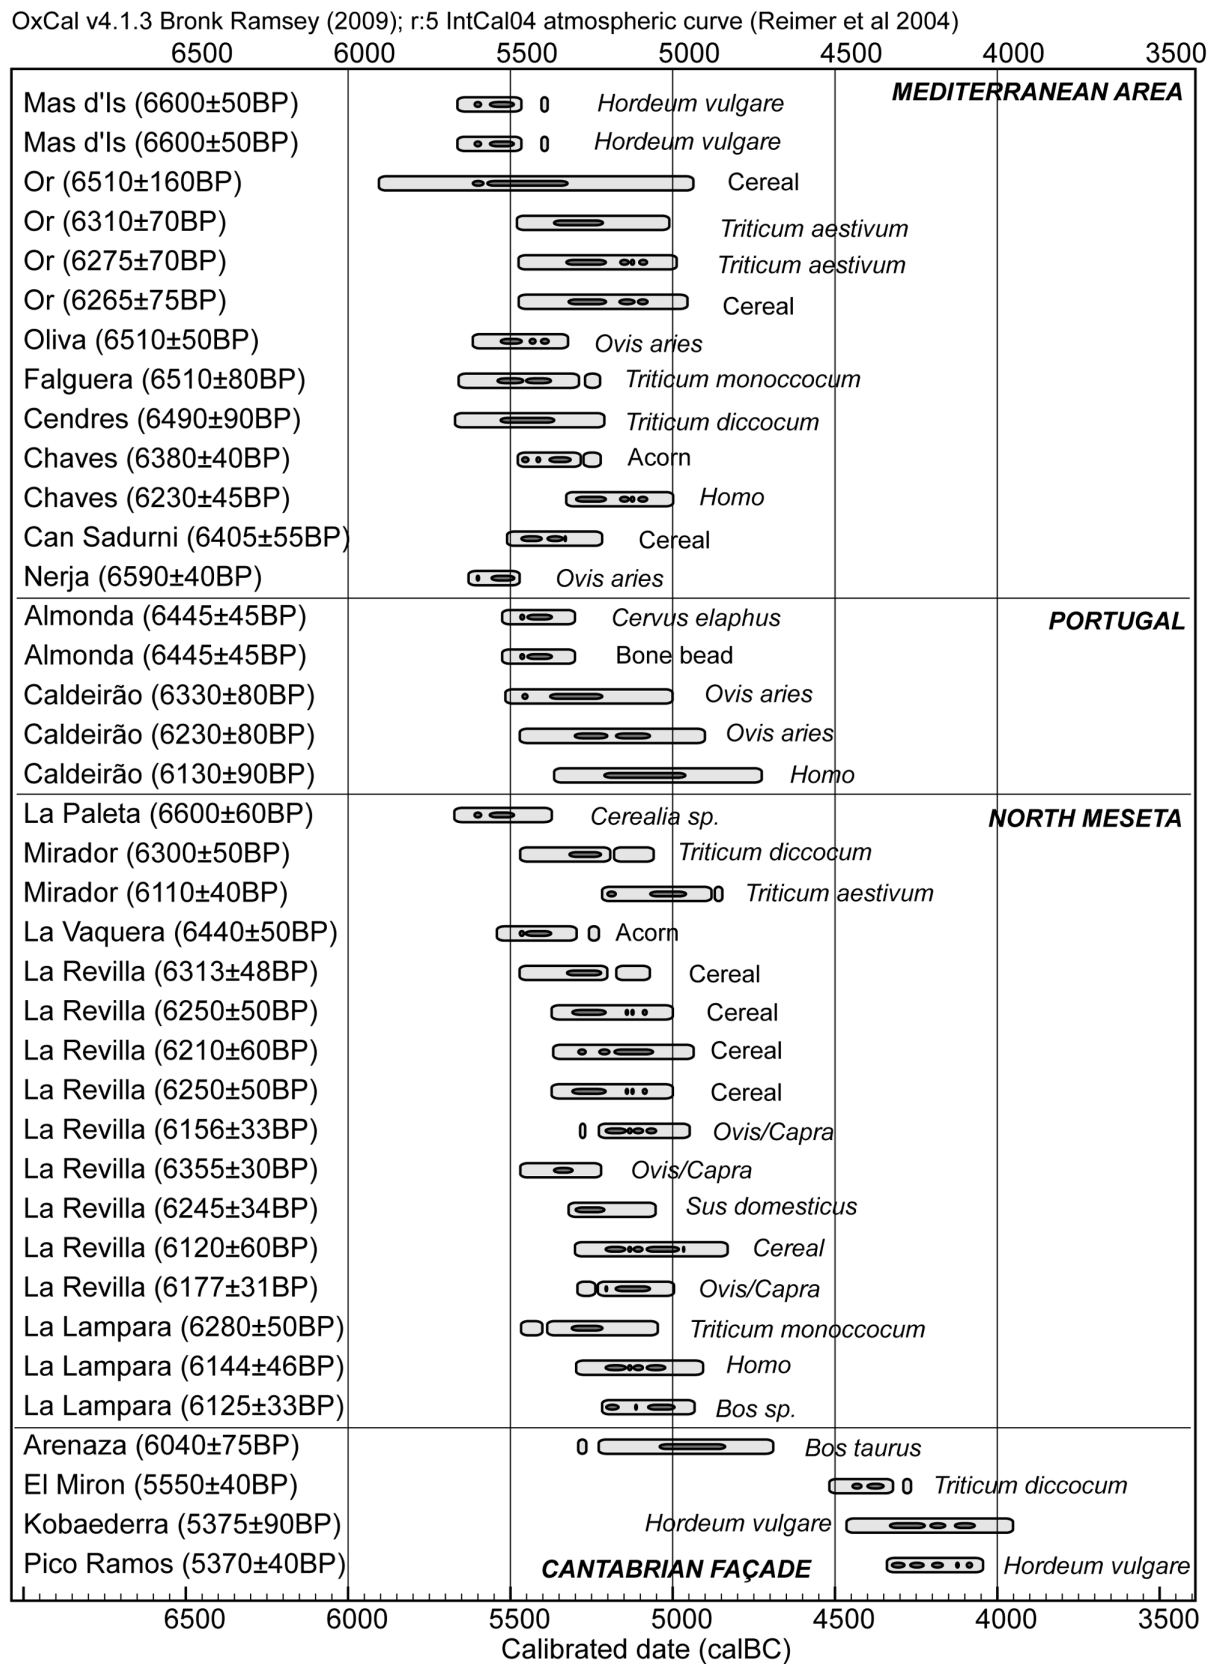 OxCal v4.1.3 Bronk Ramsey (2009); r:5 IntCal04 atmospheric curve (Reimer et al 2004)
6500 6000 5500 5000 4500 4000 3500
MEDITERRANEAN AREA
Mas d'Is (6600±50BP) Hordeum vulgare
Mas d'Is (6600±50BP) Hordeum vulgare
Or (6510±160BP) Cereal
Or (6310±70BP) Triticum aestivum
Or (6275±70BP) Triticum aestivum
Or (6265±75BP) Cereal
Oliva (6510±50BP) Ovis aries
Falguera (6510±80BP) Triticum monoccocum
Cendres (6490±90BP) Triticum diccocum
Chaves (6380±40BP) Acorn
Chaves (6230±45BP) Homo
Can Sadurni (6405±55BP) Cereal
Nerja (6590±40BP) Ovis aries
Almonda (6445±45BP) Cervus elaphus PORTUGAL
Almonda (6445±45BP) Bone bead
Caldeirão (6330±80BP) Ovis aries
Caldeirão (6230±80BP) Ovis aries
Caldeirão (6130±90BP) Homo
La Paleta (6600±60BP) Cerealia sp. NORTH MESETA
Mirador (6300±50BP) Triticum diccocum
Mirador (6110±40BP) Triticum aestivum
La Vaquera (6440±50BP) Acorn
La Revilla (6313±48BP) Cereal
La Revilla (6250±50BP) Cereal
La Revilla (6210±60BP) Cereal
La Revilla (6250±50BP) Cereal
La Revilla (6156±33BP) Ovis/Capra
La Revilla (6355±30BP) Ovis/Capra
La Revilla (6245±34BP) Sus domesticus
La Revilla (6120±60BP) Cereal
La Revilla (6177±31BP) Ovis/Capra
La Lampara (6280±50BP) Triticum monoccocum
La Lampara (6144±46BP) Homo
La Lampara (6125±33BP) Bos sp.
Arenaza (6040±75BP) Bos taurus
El Miron (5550±40BP) Triticum diccocum
Kobaederra (5375±90BP) Hordeum vulgare
Pico Ramos (5370±40BP) CANTABRIAN FAÇADE Hordeum vulgare
6500 6000 5500 5000 4500 4000 3500
Calibrated date (calBC)